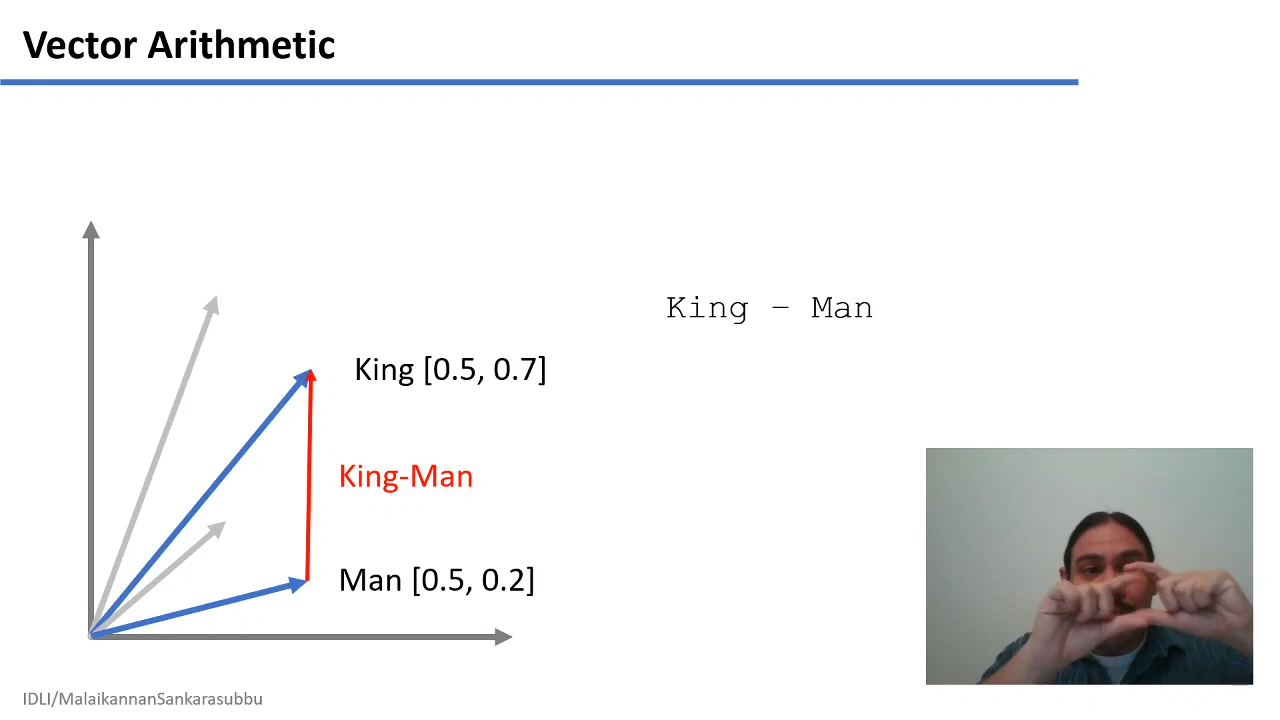 Vector Arithmetic
King – Man
King [0.5, 0.7]
King-Man
Man [0.5, 0.2]
IDLI/MalaikannanSankarasubbu